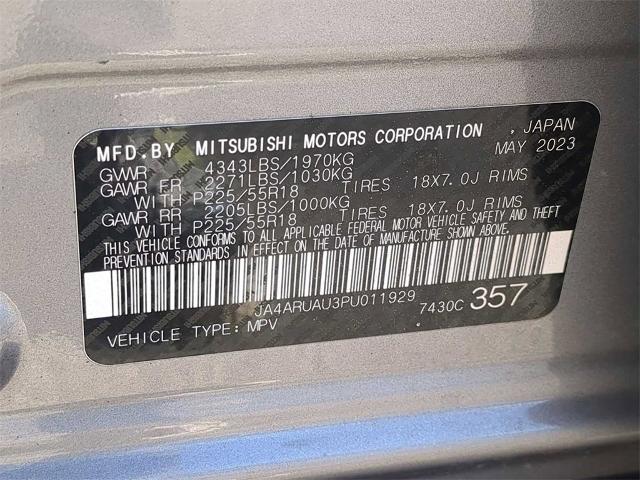 MFD.BY MITSUBISHI MOTORS CORPORATION , JAPAN
GVWR 4343LBS/1970KG MAY 2023
GAWR FR 2271LBS/1030KG
WITH P225/55R18 TIRES 18X7.0J RIMS
GAWR RR 2205LBS/1000KG
WITH P225/55R18 TIRES 18X7.0J RIMS
THIS VEHICLE CONFORMS TO ALL APPLICABLE FEDERAL MOTOR VEHICLE SAFETY AND THEFT
PREVENTION STANDARDS IN EFFECT ON THE DATE OF MANUFACTURE SHOWN ABOVE.
JA4ARUAU3PU011929 7430C 357
VEHICLE TYPE: MPV